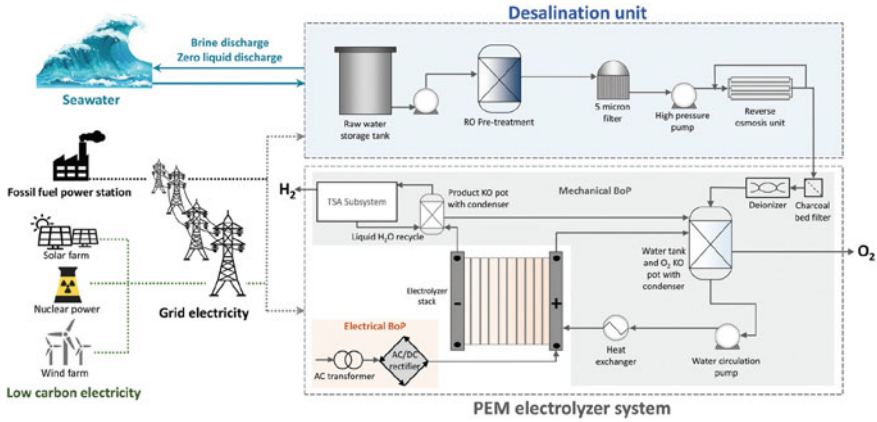 Desalination unit
Brine discharge
Zero liquid discharge
Seawater
Raw water
storage tank
RO Pre-treatment
5 micron
filter
High pressure
pump
Reverse
osmosis unit
Fossil fuel power station
H₂
TSA Subsystem
Product KO pot
with condenser
Mechanical BoP
Deionizer
Charcoal
bed filter
Liquid H₂O recycle
Solar farm
Water tank
and O₂ KO
pot with
condenser
O₂
Electrolyzer
stack
-
+
Nuclear power
Grid electricity
Electrical BoP
AC/DC
rectifier
AC transformer
Heat
exchanger
Water circulation
pump
Wind farm
Low carbon electricity
PEM electrolyzer system